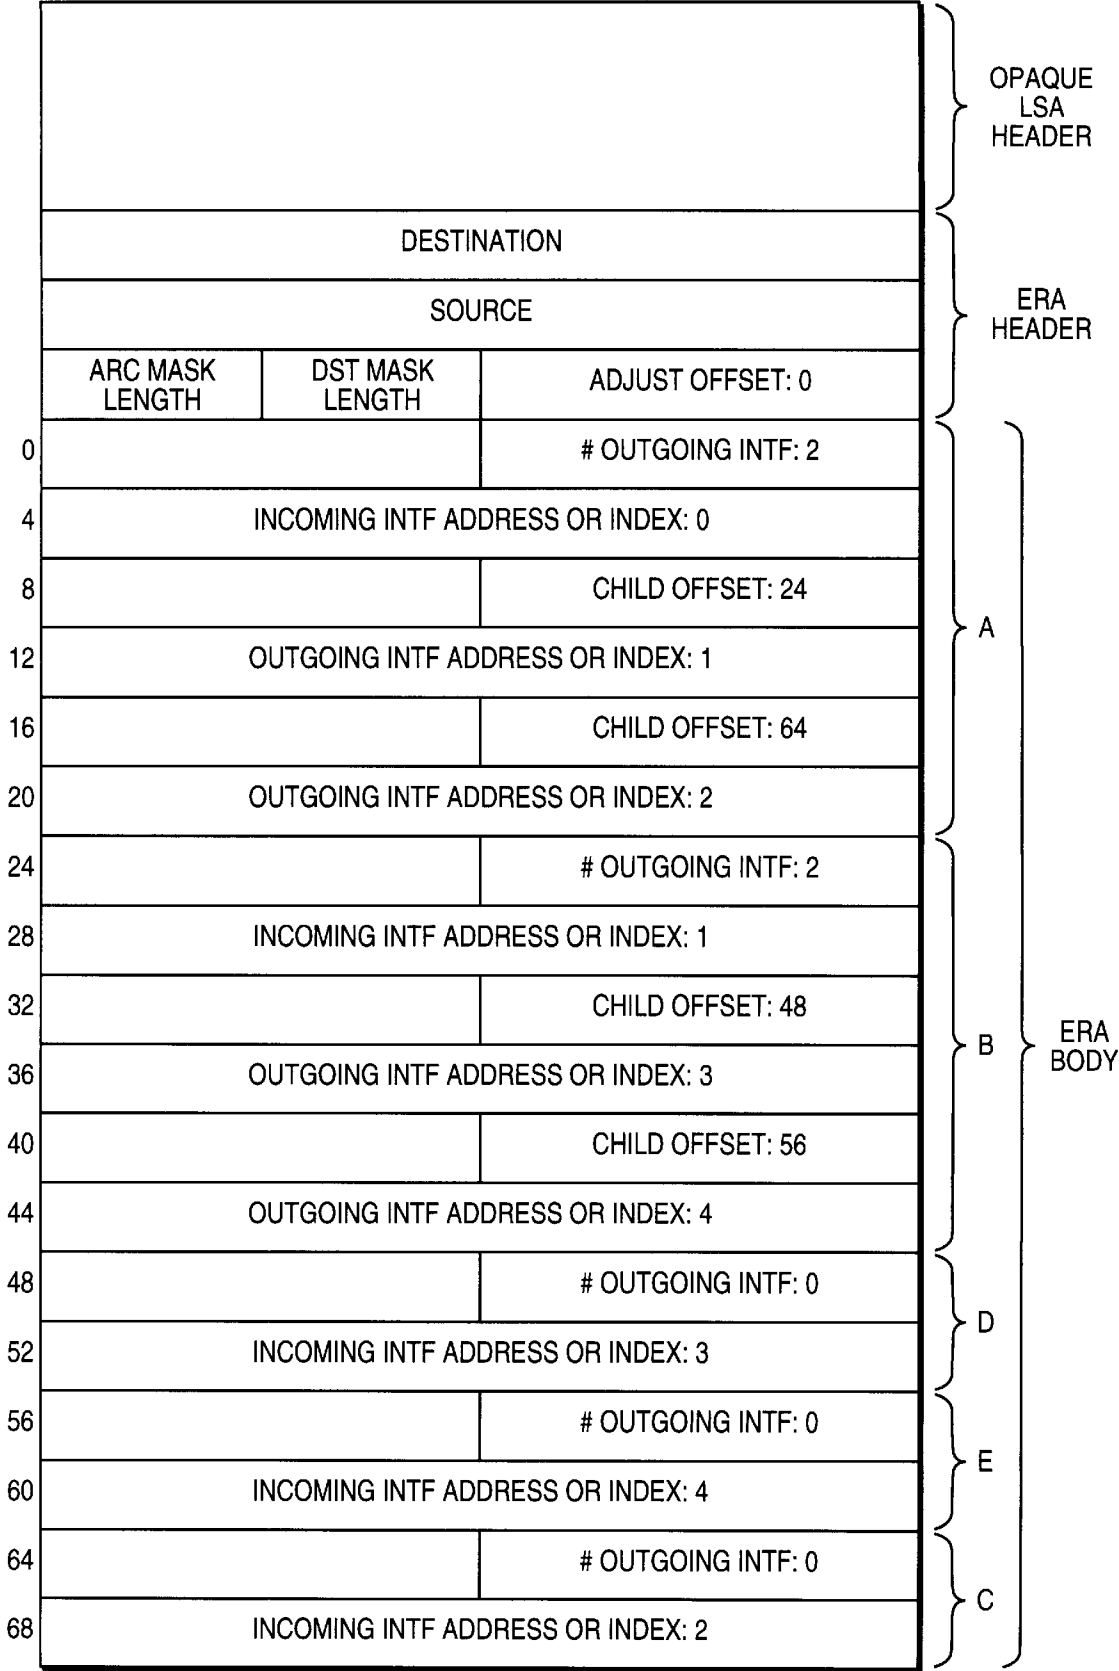 OPAQUE
LSA
HEADER
DESTINATION
SOURCE
ERA
HEADER
ARC MASK
LENGTH
DST MASK
LENGTH
ADJUST OFFSET: 0
0
# OUTGOING INTF: 2
4
INCOMING INTF ADDRESS OR INDEX: 0
8
CHILD OFFSET: 24
A
12
OUTGOING INTF ADDRESS OR INDEX: 1
16
CHILD OFFSET: 64
20
OUTGOING INTF ADDRESS OR INDEX: 2
24
# OUTGOING INTF: 2
28
INCOMING INTF ADDRESS OR INDEX: 1
32
CHILD OFFSET: 48
B
ERA
BODY
36
OUTGOING INTF ADDRESS OR INDEX: 3
40
CHILD OFFSET: 56
44
OUTGOING INTF ADDRESS OR INDEX: 4
48
# OUTGOING INTF: 0
D
52
INCOMING INTF ADDRESS OR INDEX: 3
56
# OUTGOING INTF: 0
E
60
INCOMING INTF ADDRESS OR INDEX: 4
64
# OUTGOING INTF: 0
C
68
INCOMING INTF ADDRESS OR INDEX: 2